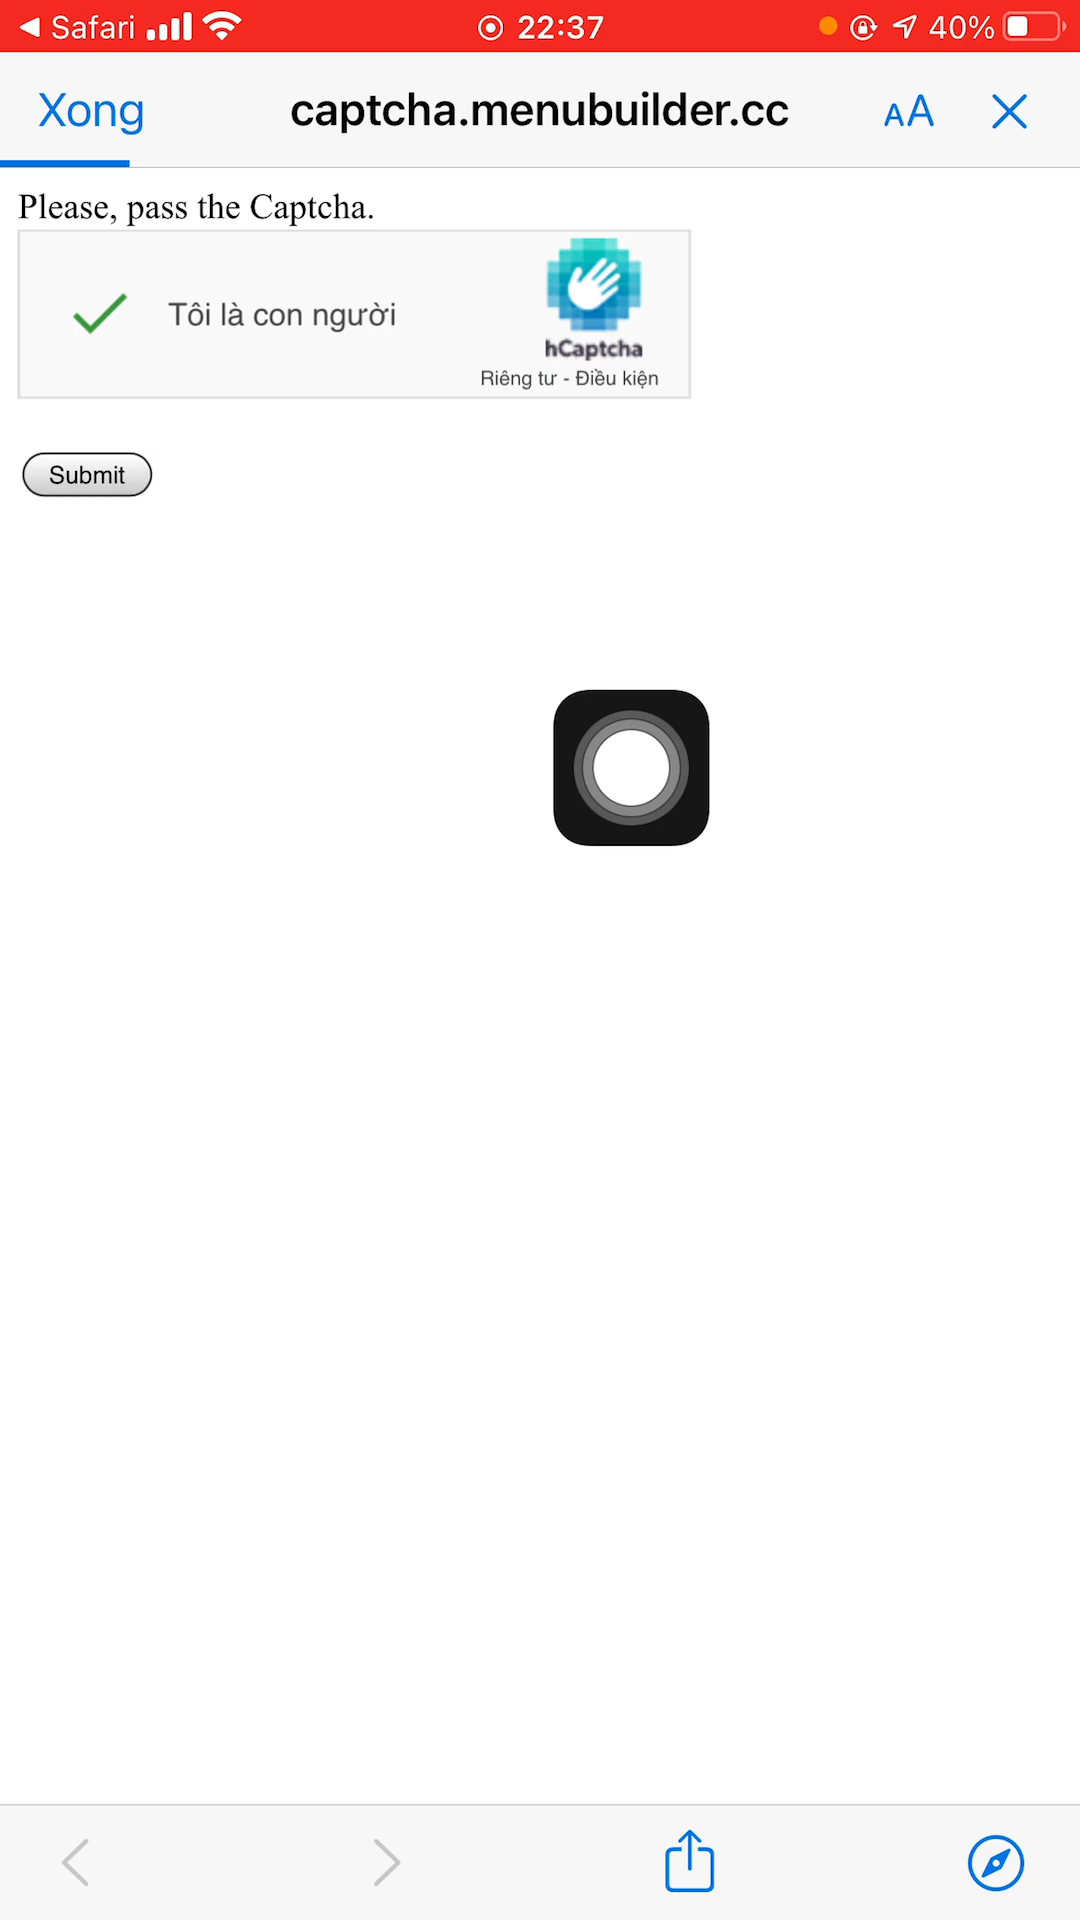 Safari 22:37 40%
Xong captcha.menubuilder.cc AA
Please, pass the Captcha.
Tôi là con người
hCaptcha
Riêng tư - Điều kiện
Submit